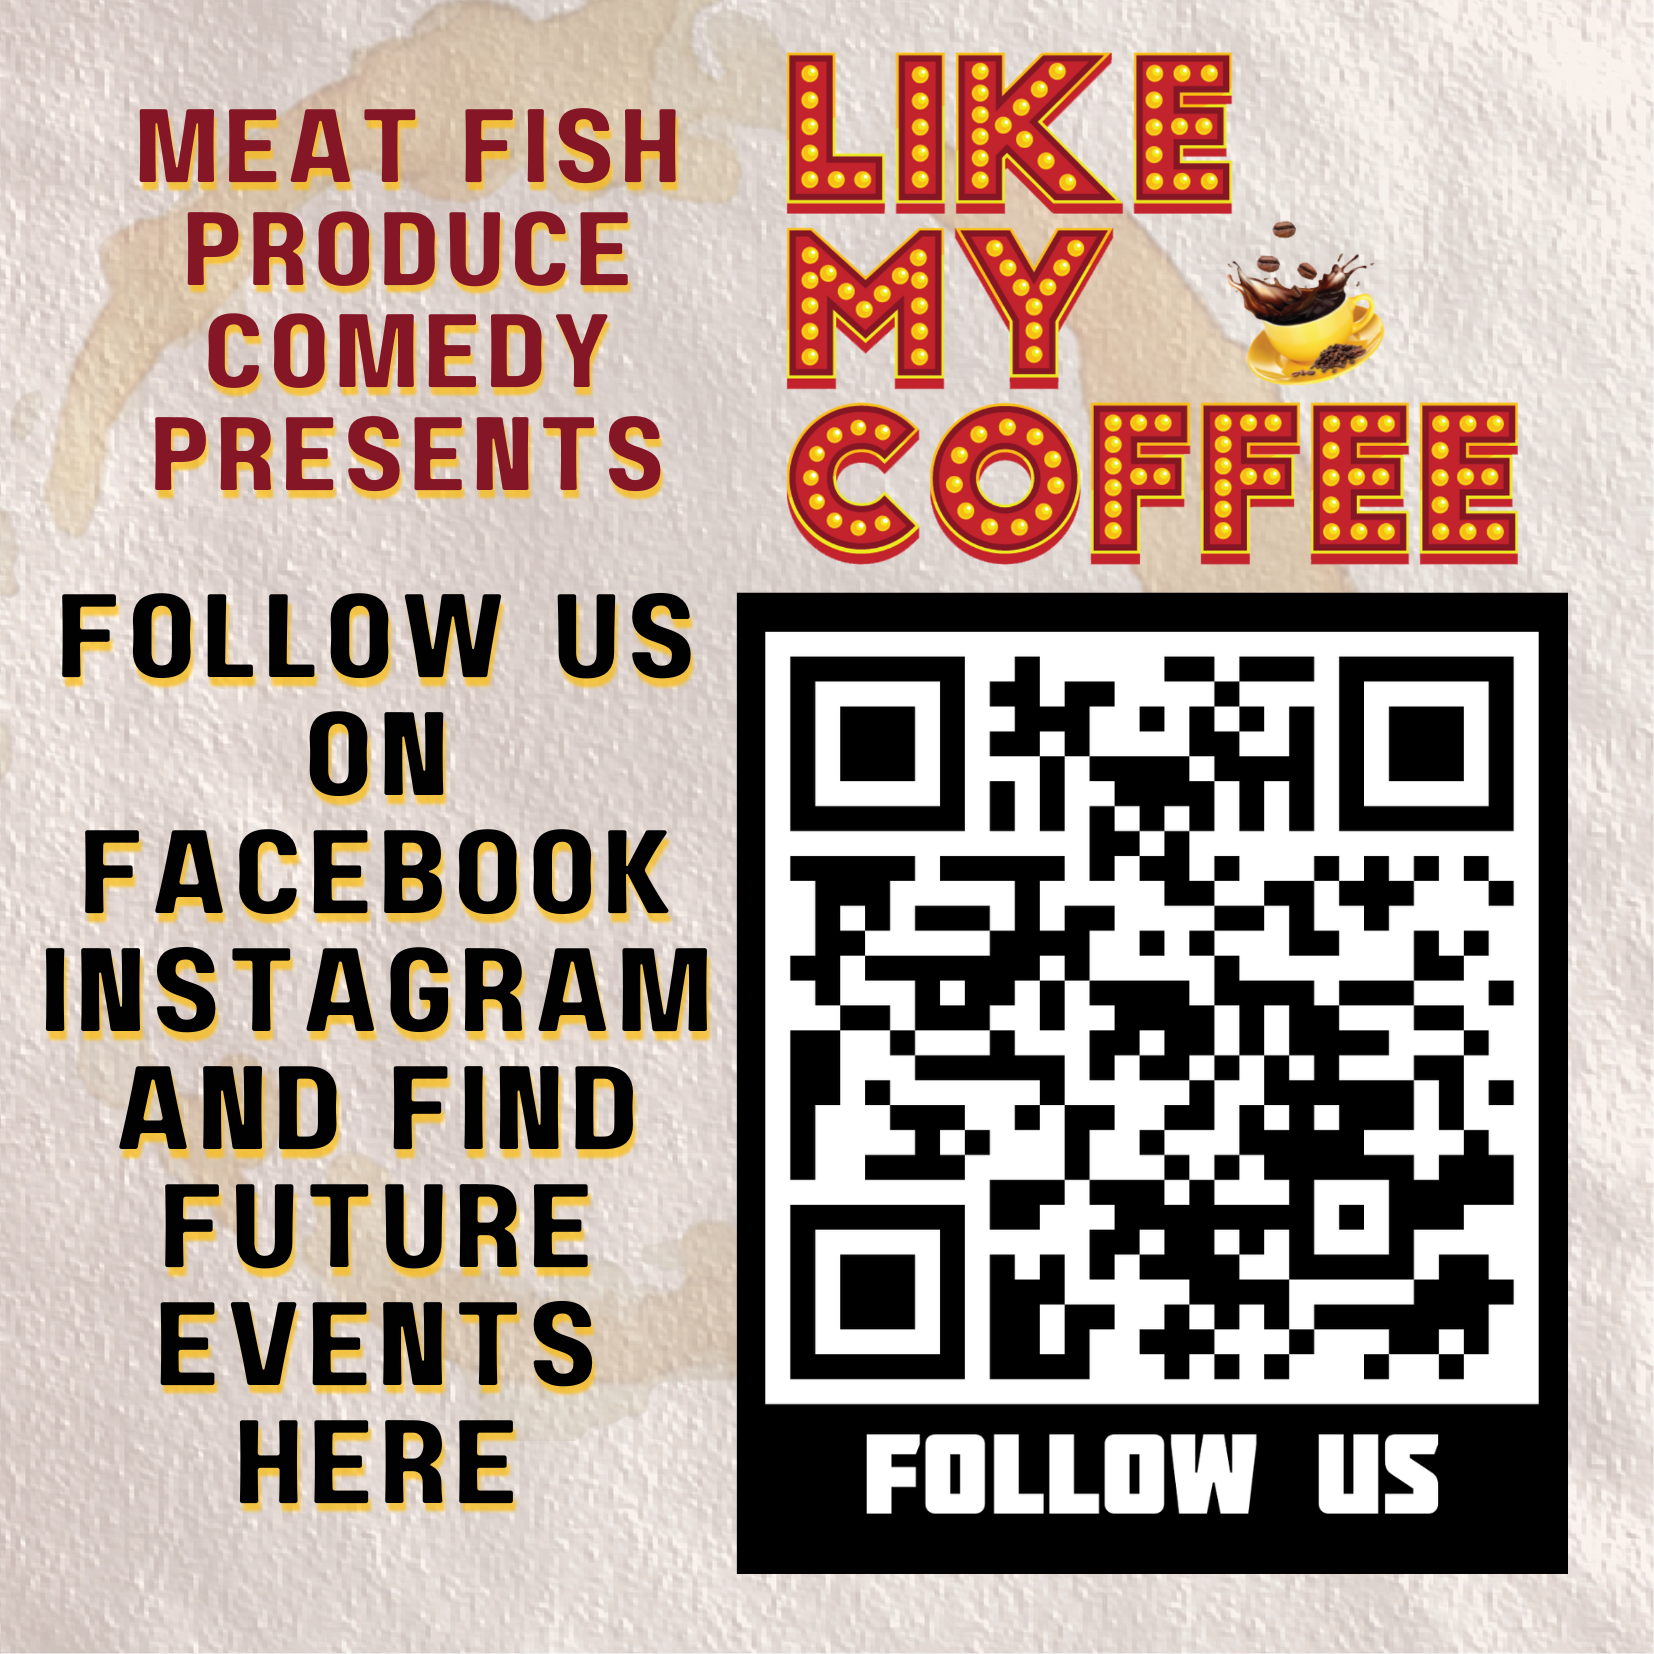 MEAT FISH
PRODUCE
COMEDY
PRESENTS
LIKE
MY
COFFEE
FOLLOW US
ON
FACEBOOK
INSTAGRAM
AND FIND
FUTURE
EVENTS
HERE
FOLLOW US